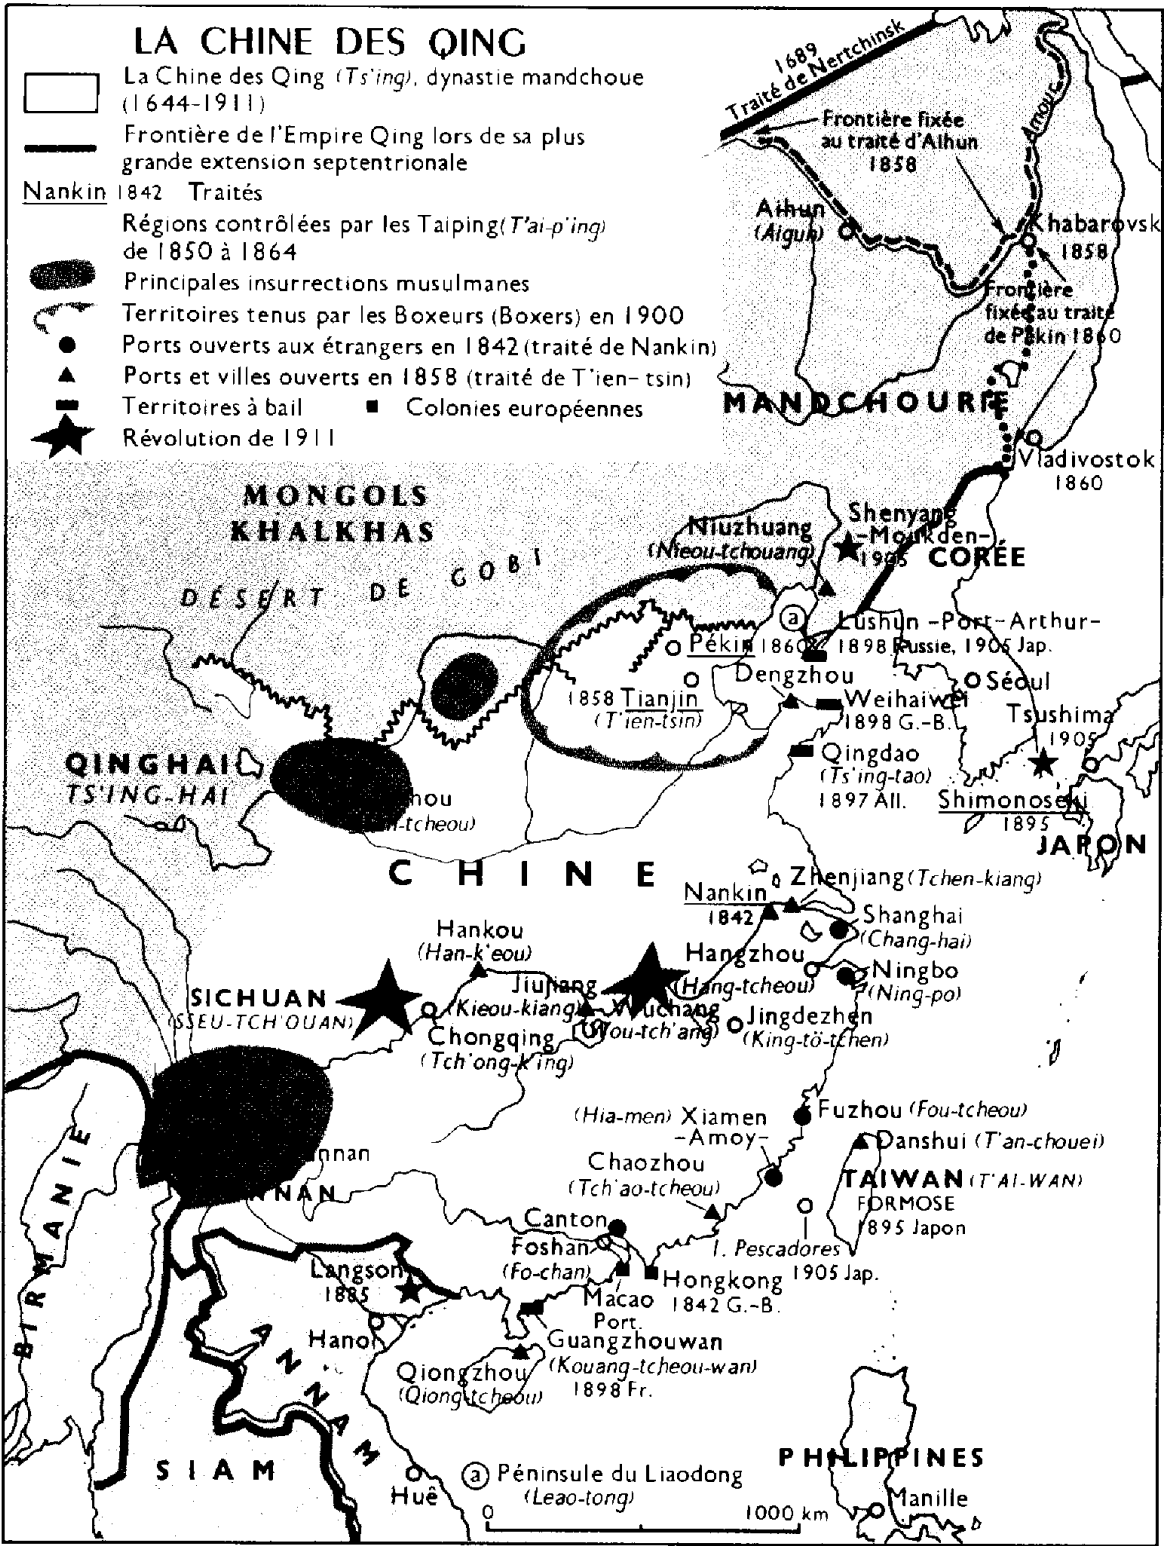 LA CHINE DES QING
La Chine des Qing (Ts'ing), dynastie mandchoue
(1644-1911)
Frontière de l'Empire Qing lors de sa plus
grande extension septentrionale
Nankin 1842 Traités
Régions contrôlées par les Taiping (T'ai-p'ing)
de 1850 à 1864
Principales insurrections musulmanes
Territoires tenus par les Boxeurs (Boxers) en 1900
Ports ouverts aux étrangers en 1842 (traité de Nankin)
Ports et villes ouverts en 1858 (traité de T'ien-tsin)
Territoires à bail
Colonies européennes
Révolution de 1911
1689
Traité de Nertchinsk
Frontière fixée
au traité d'Aihun
1858
Amour
Aihun
(Aigun)
Khabarovsk
1858
Frontière
fixée au traité
de Pékin 1860
MANDCHOURIE
Vladivostok
1860
MONGOLS
KHALKHAS
DÉSERT DE GOBI
Niuzhuang
(Nieou-tchouang)
Shenyang
-Moukden-
1905
CORÉE
a
Lüshun -Port-Arthur-
1898 Russie, 1905 Jap.
Pékin 1860
Dengzhou
1858 Tianjin
(T'ien-tsin)
Weihaiwei
1898 G.-B.
Séoul
Tsushima
1905
Qingdao
(Ts'ing-tao)
1897 All.
Shimonoseki
1895
JAPON
QINGHAI
TS'ING-HAI
hou
-tcheou)
CHINE
Nankin
1842
Zhenjiang (Tchen-kiang)
Shanghai
(Chang-hai)
Hankou
(Han-k'eou)
Hangzhou
(Hang-tcheou)
Ningbo
(Ning-po)
Jiujiang
(Kieou-kiang)
Wuchang
(Wou-tch'ang)
SICHUAN
(SSEU-TCH'OUAN)
Chongqing
(Tch'ong-k'ing)
Jingdezhen
(King-tö-tchen)
(Hia-men) Xiamen
-Amoy-
Fuzhou (Fou-tcheou)
Danshui (T'an-chouei)
Chaozhou
(Tch'ao-tcheou)
TAIWAN (T'AI-WAN)
FORMOSE
1895 Japon
nnan
NNAN
BIRMANIE
Canton
Foshan
(Fo-chan)
I. Pescadores
1905 Jap.
Langson
1885
Macao
Port.
Hongkong
1842 G.-B.
Hanoi
Guangzhouwan
(Kouang-tcheou-wan)
1898 Fr.
Qiongzhou
(Qiong-tcheou)
ANNAM
SIAM
Huê
a Péninsule du Liaodong
(Leao-tong)
0 1000 km
PHILIPPINES
Manille